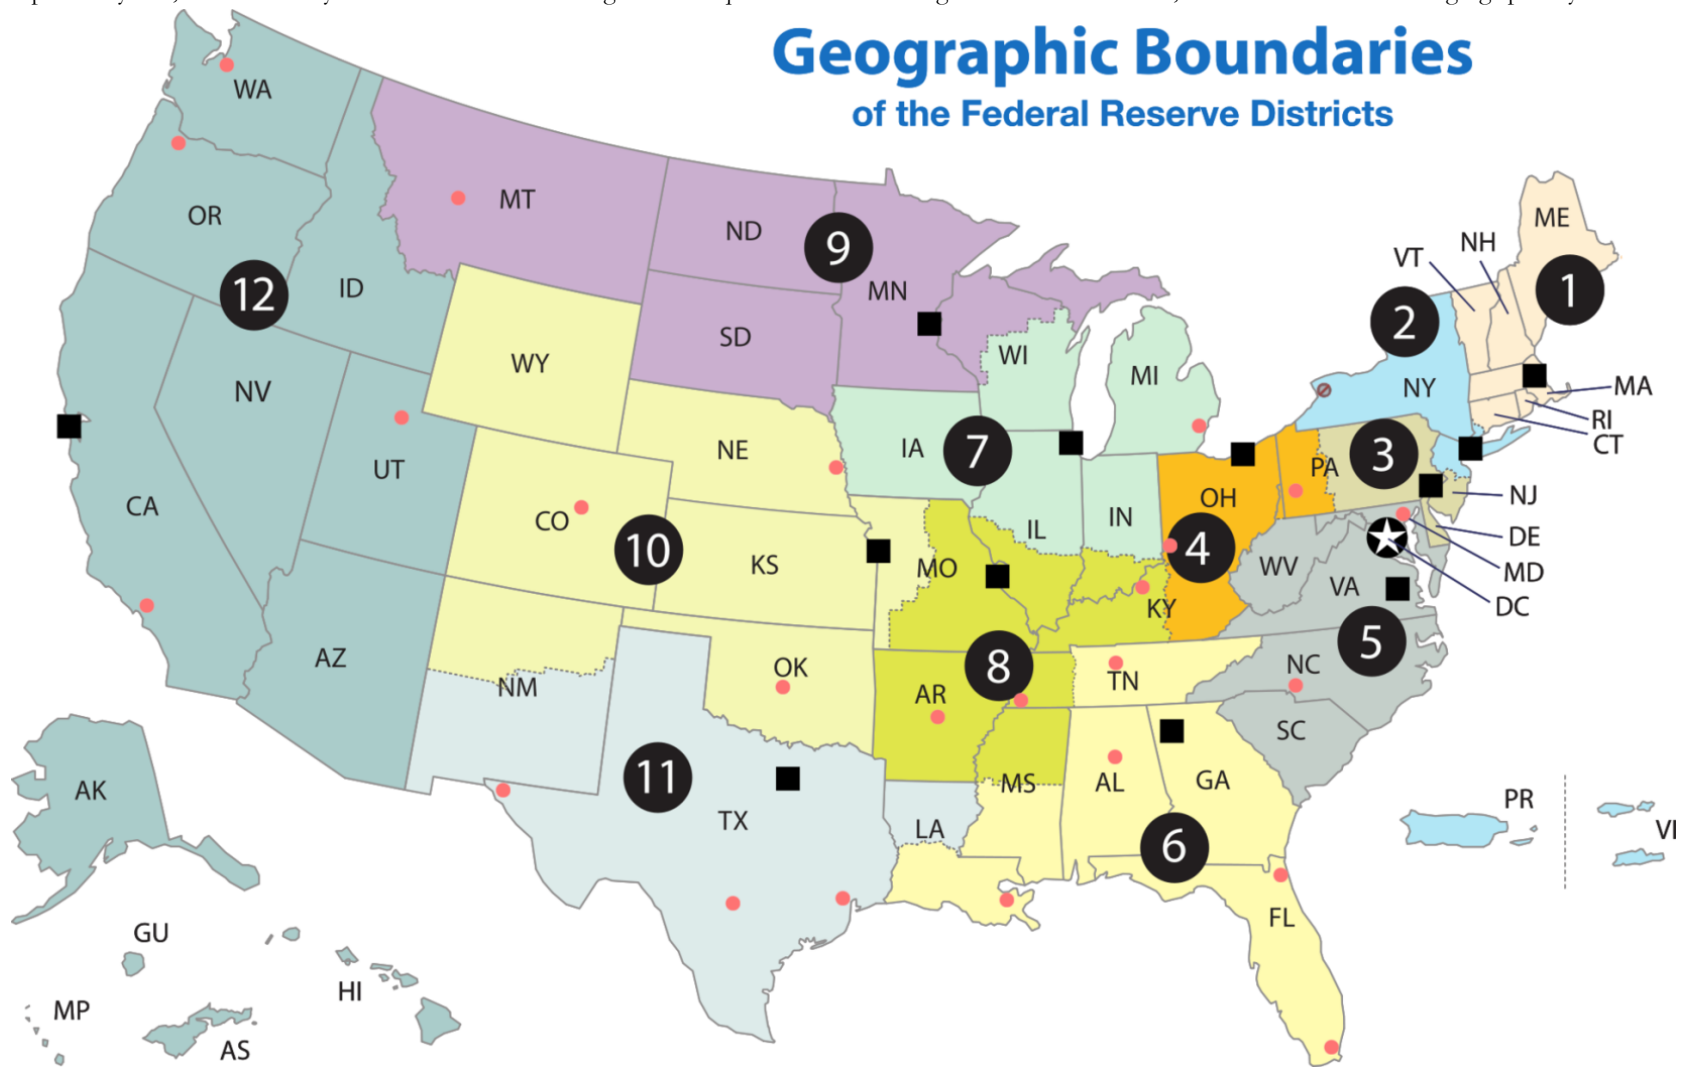 Geographic Boundaries
of the Federal Reserve Districts
WA
MT
ND
9
MN
OR
12
ID
SD
WY
WI
MI
VT
NH
ME
1
2
NY
MA
RI
CT
NV
NE
IA
7
3
PA
NJ
UT
CA
CO
10
KS
MO
IL
IN
OH
4
DE
MD
DC
WV
VA
KY
5
AZ
NM
OK
8
AR
TN
NC
SC
11
TX
LA
MS
AL
GA
6
FL
PR
VI
AK
GU
HI
MP
AS